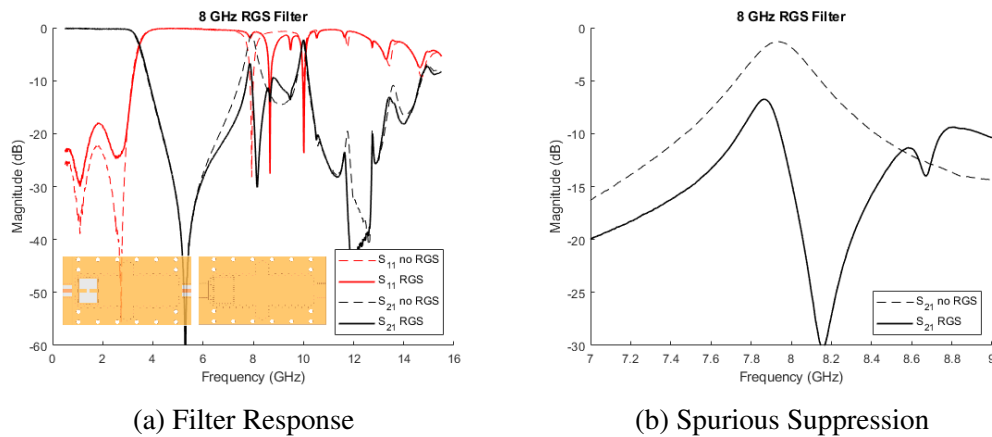 8 GHz RGS Filter
Magnitude (dB)
0
-10
-20
-30
-40
-50
-60
S11 no RGS
S11 RGS
S21 no RGS
S21 RGS
0 2 4 6 8 10 12 14 16
Frequency (GHz)
(a) Filter Response
8 GHz RGS Filter
Magnitude (dB)
0
-5
-10
-15
-20
-25
-30
S21 no RGS
S21 RGS
7 7.2 7.4 7.6 7.8 8 8.2 8.4 8.6 8.8 9
Frequency (GHz)
(b) Spurious Suppression